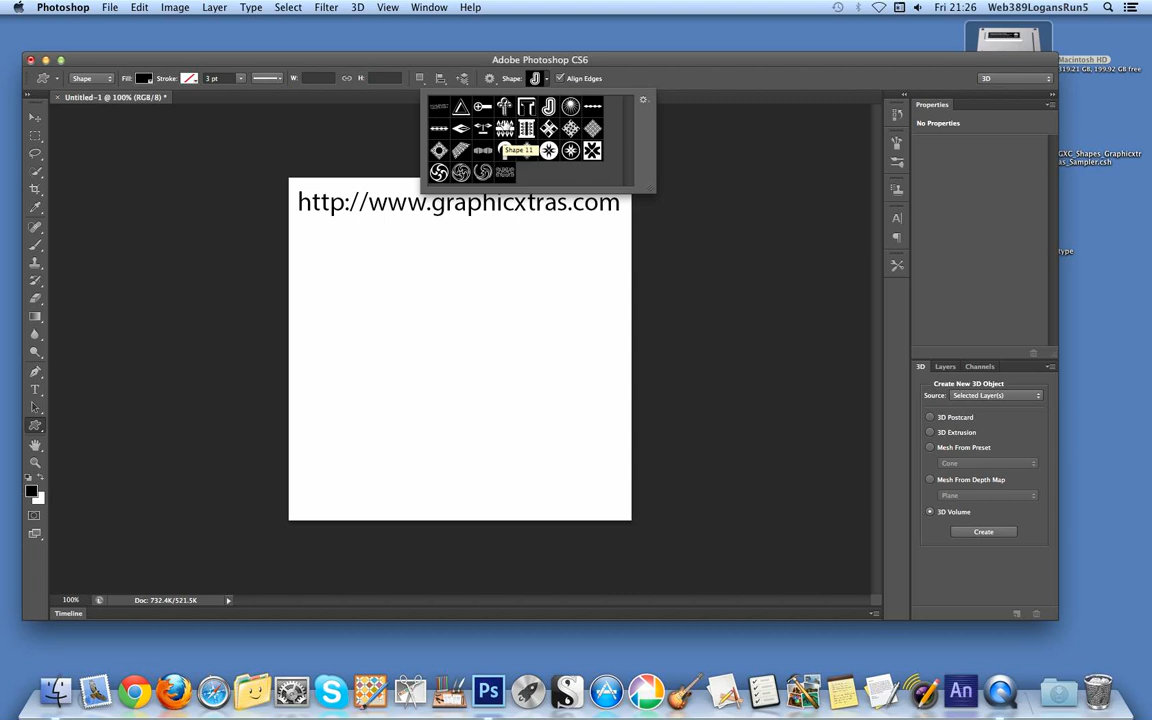 Photoshop File Edit Image Layer Type Select Filter 3D View Window Help Fri 21:26 Web389LogansRun5
Adobe Photoshop CS6
Macintosh HD
319.21 GB, 199.92 GB free
Shape Fill: Stroke: 3 pt W: H: Shape: Align Edges 3D
Untitled-1 @ 100% (RGB/8) *
Properties
No Properties
Shape 11
GXC_Shapes_Graphicxtr
as_Sampler.csh
http://www.graphicxtras.com
type
3D Layers Channels
Create New 3D Object
Source: Selected Layer(s)
3D Postcard
3D Extrusion
Mesh From Preset
Cone
Mesh From Depth Map
Plane
3D Volume
Create
100% Doc: 732.4K/521.5K
Timeline
Ps An